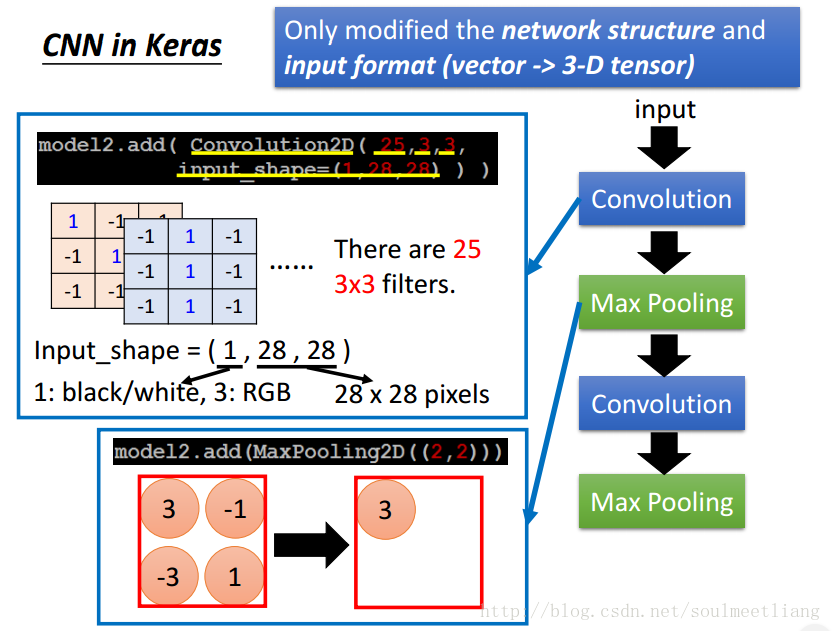 CNN in Keras
Only modified the network structure and
input format (vector -> 3-D tensor)
model2.add( Convolution2D( 25,3,3,
input_shape=(1,28,28) ) )
1 -1 -1
-1 1
-1 -1
-1 1 -1
-1 1 -1
-1 1 -1
……
There are 25
3x3 filters.
Input_shape = ( 1 , 28 , 28 )
1: black/white, 3: RGB
28 x 28 pixels
model2.add(MaxPooling2D((2,2)))
3 -1
-3 1
3
input
Convolution
Max Pooling
Convolution
Max Pooling
http://blog.csdn.net/soulmeetliang